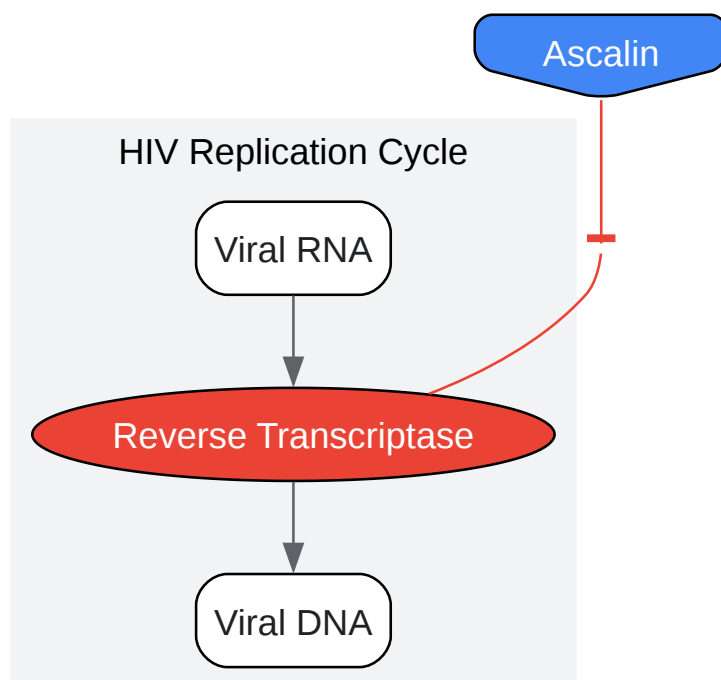 Ascalin
HIV Replication Cycle
Viral RNA
Reverse Transcriptase
Viral DNA